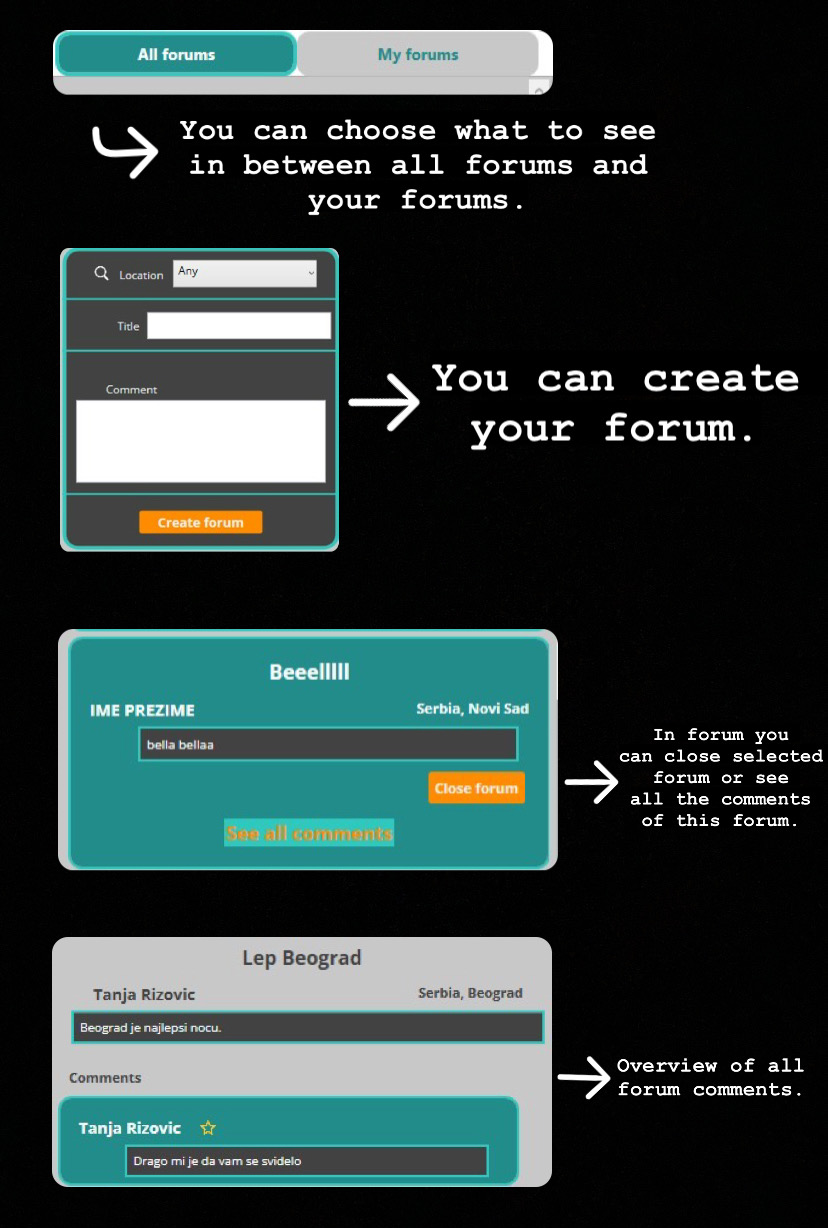 All forums
My forums
You can choose what to see
in between all forums and
your forums.
Location
Any
Title
Comment
Create forum
You can create
your forum.
Beeelllll
IME PREZIME
Serbia, Novi Sad
bella bellaa
Close forum
See all comments
In forum you
can close selected
forum or see
all the comments
of this forum.
Lep Beograd
Tanja Rizovic
Serbia, Beograd
Beograd je najlepsi nocu.
Comments
Tanja Rizovic
Drago mi je da vam se svidelo
Overview of all
forum comments.